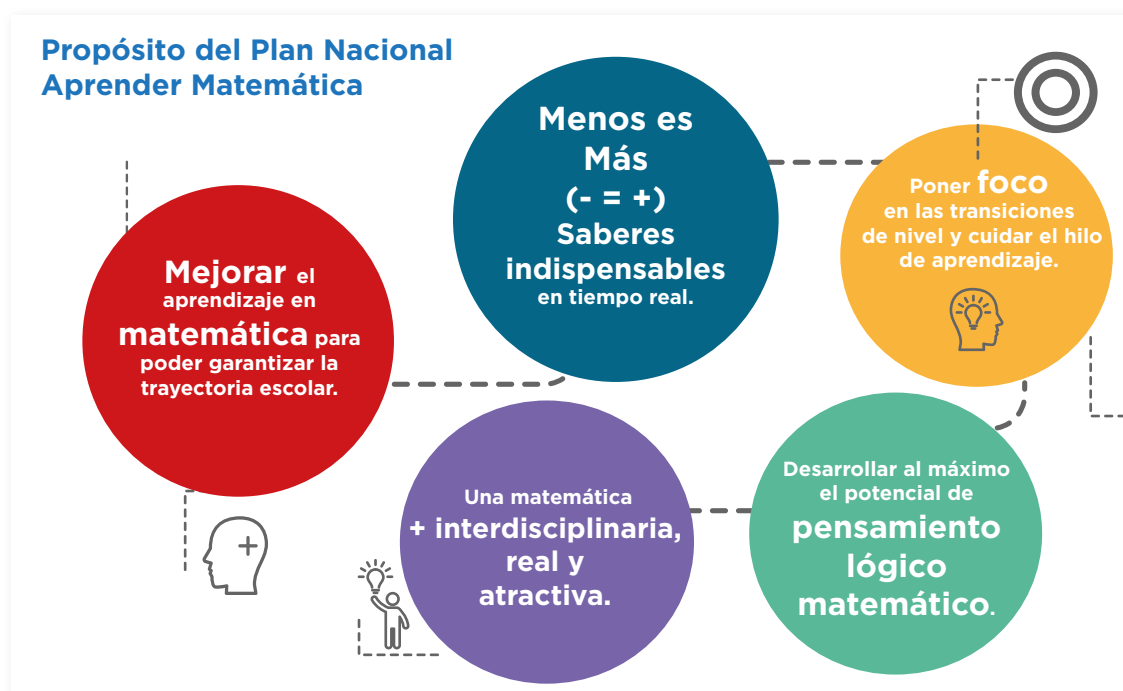 Propósito del Plan Nacional
Aprender Matemática
Mejorar el
aprendizaje en
matemática para
poder garantizar la
trayectoria escolar.
Menos es
Más
(- = +)
Saberes
indispensables
en tiempo real.
Poner foco
en las transiciones
de nivel y cuidar el hilo
de aprendizaje.
Desarrollar al máximo
el potencial de
pensamiento
lógico
matemático.
Una matemática
+ interdisciplinaria,
real y
atractiva.